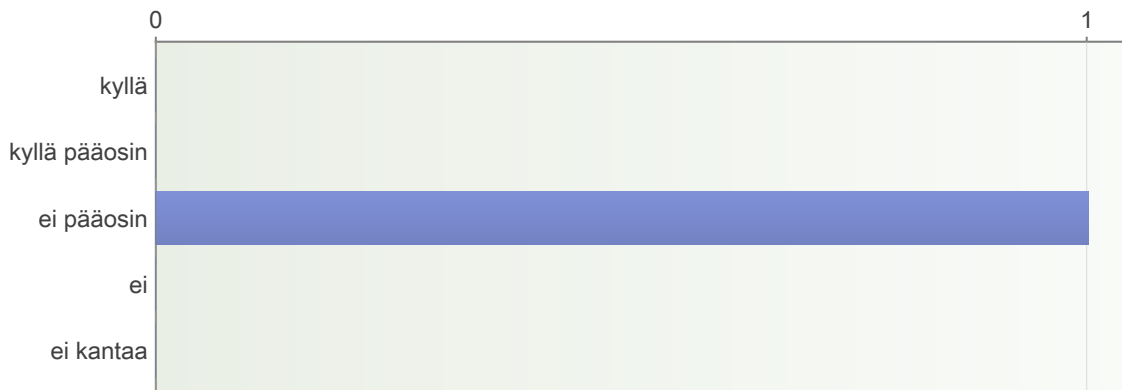 0 1
kyllä
kyllä pääosin
ei pääosin
ei
ei kantaa